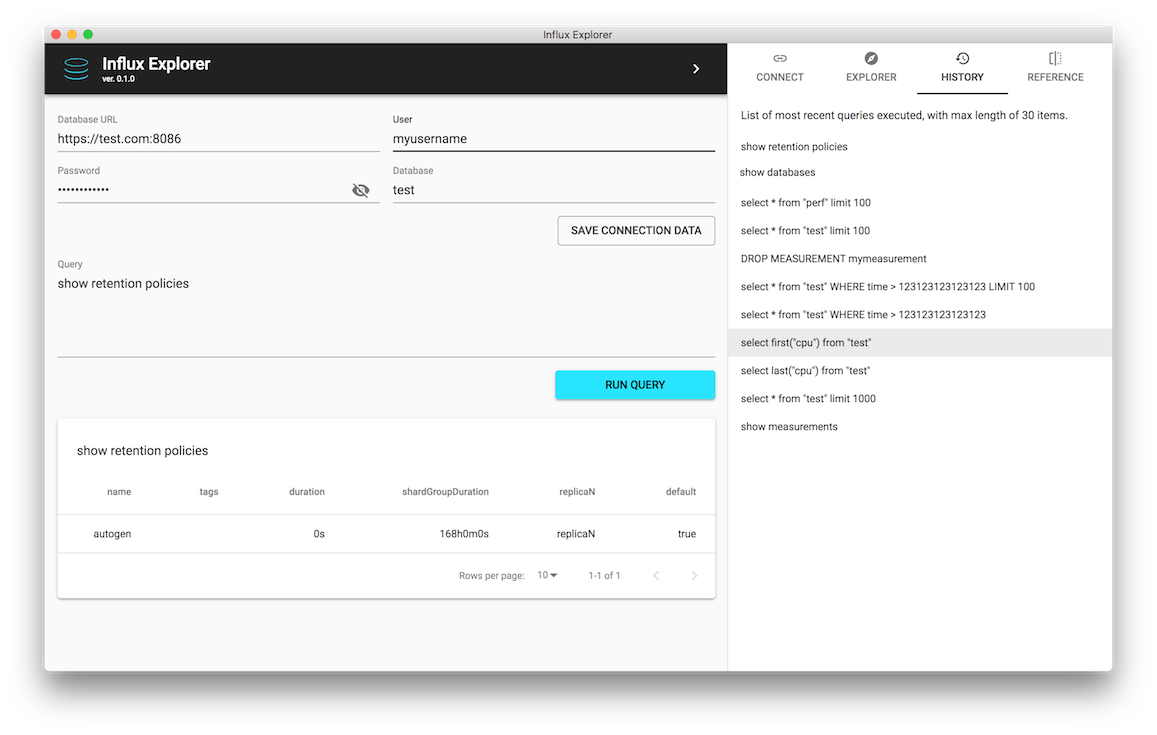 Influx Explorer
Influx Explorer
ver. 0.1.0
CONNECT
EXPLORER
HISTORY
REFERENCE
Database URL
https://test.com:8086
User
myusername
Password
••••••••••••
Database
test
SAVE CONNECTION DATA
Query
show retention policies
RUN QUERY
show retention policies
name tags duration shardGroupDuration replicaN default
autogen 0s 168h0m0s replicaN true
Rows per page: 10 1-1 of 1
List of most recent queries executed, with max length of 30 items.
show retention policies
show databases
select * from "perf" limit 100
select * from "test" limit 100
DROP MEASUREMENT mymeasurement
select * from "test" WHERE time > 123123123123123 LIMIT 100
select * from "test" WHERE time > 123123123123123
select first("cpu") from "test"
select last("cpu") from "test"
select * from "test" limit 1000
show measurements